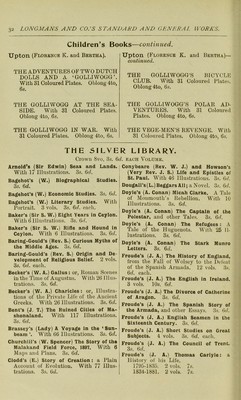 32 LONGMANS AND CO.'S STANDARD AND GENERAL WORKS.
Children's Books—continued.
Upton (Florence K. and Bertha).
THE ADVENTURES OF TWO DUTCH
DOLLS AND A 'GOLLIWOGG'.
With 31 Coloured Plates. Oblong 4to,
6s.
THE GOLLIWOGG AT THE SEA-
SIDE. With 31 Coloured Plates.
Oblong 4to, 6s.
THE GOLLIWOGG IN WAR. With
31 Coloured Plates. Oblong 4to, 6s.
Upton (Florence K. and Bertha)—
continued.
THE GOLLIWOGG'S BICYCLE
CLUB. With 31 Coloured Plates.
Oblong 4to, 6s.
THE GOLLIWOGG'S POLAR AD-
VENTURES. With 31 Coloured
Plates. Oblong 4to, 6s.
THE VEGE-MEN'S REVENGE. With
31 Coloured Plates. Oblong 4to, 6s.
THE SILVER LIBRARY.
Crown 8vo, 3s. 6d. each Volume.
Arnold's (Sir Edwin) Seas and Lands.
With 71 Illustrations. 3s. 6d.
Bagehot's (W.) Biographical Studies.
3s. 6d.
Bagehot's (W.) Economic Studies. 3s. 6d.
Bagehot's (W.) Literary Studies. With
Portrait. 3 vols. 3s. 6d. each.
Baker's (Sir S. W.) Eight Years in Ceylon.
With 6 Illustrations. 3s. 6d.
Baker's (Sir S. W.) Rifle and Hound in
Ceylon. With 6 Illustrations. 3s. 6d.
Baring-Gould's (Rev. S.) Curious Myths of
the Middle Ages. 3s. 6d.
Baring-Gould's (Rev. S.) Origin and De-
velopment of Religious Belief. 2 vols.
3s. 6d. each.
Becker's (W. A.) Gallus: or, Roman Scenes
in the Time of Augustus. With 26 Illus-
trations. 3s. 6d.
Becker's (W. A.) Charicles: or, Illustra-
tions of the Private Life of the Ancient
Greeks. With 26 Illustrations. 3s. 6d.
Bent's (J. T.) The Ruined Cities of Ma-
shonaland. With 117 Illustrations.
3s. 6d.
Brassey's (Lady) A Voyage in the 'Sun-
beam'. With 66 Illustrations. 3s. 6d.
Churchill's (W. Spencer) The Story of the
Malakand Field Force, 1897. With 6
Maps and Plans. 3s. 6d.
Clodd's (E.) Story of Creation: a Plain
Account of Evolution. With 77 Illus-
trations. 3s. 6d.
Conybeare (Rev. W. J.) and Howson's
(Very Rev. J. S.) Life and Epistles of
St. Paul. With 46 Illustrations. 3s. 6d.
Dougall's (L.) Beggars All; a Novel. 3s. 6d.
Doyle's (A. Conan) Micah Clarke. A Tale
of Monmouth's Rebellion. With 10
Illustrations. 3s. 6d.
Doyle's (A. Conan) The Captain of the
Polestar, and other Tales. 3s. 6d.
Doyle's (A. Conan) The Refugees: A
Tale of the Huguenots. With 25 Il-
lustrations. 3s. 6d.
Doyle's (A. Conan) The Stark Munro
Letters. 3s. 6d.
Froude's (J. A.) The History of England,
from the Fall of Wolsey to the Defeat
of the Spanish Armada. 12 vols. 3s.
6d. each.
Froude's (J. A.) The English in Ireland.
3 vols. 10s. 6d.
Froude's (J. A.) The Divorce of Catherine
of Aragon. 3s. 6d.
Froude's (J. A.) The Spanish Story of
the Armada, and other Essays. 3s. 6d.
Froude's (J. A.) English Seamen in the
Sixteenth Century. 3s. 6d.
Froude's (J. A.) Short Studies on Great
Subjects. 4 vols. 3s. 6d. each.
Froude's (J. A.) The Council of Trent.
3s. 6d.
Froude's (J. A.) Thomas Carlyle: a
History of his Life.
1795-1835. 2 vols. 7s.
1834-1881. 2 vols. 7s.